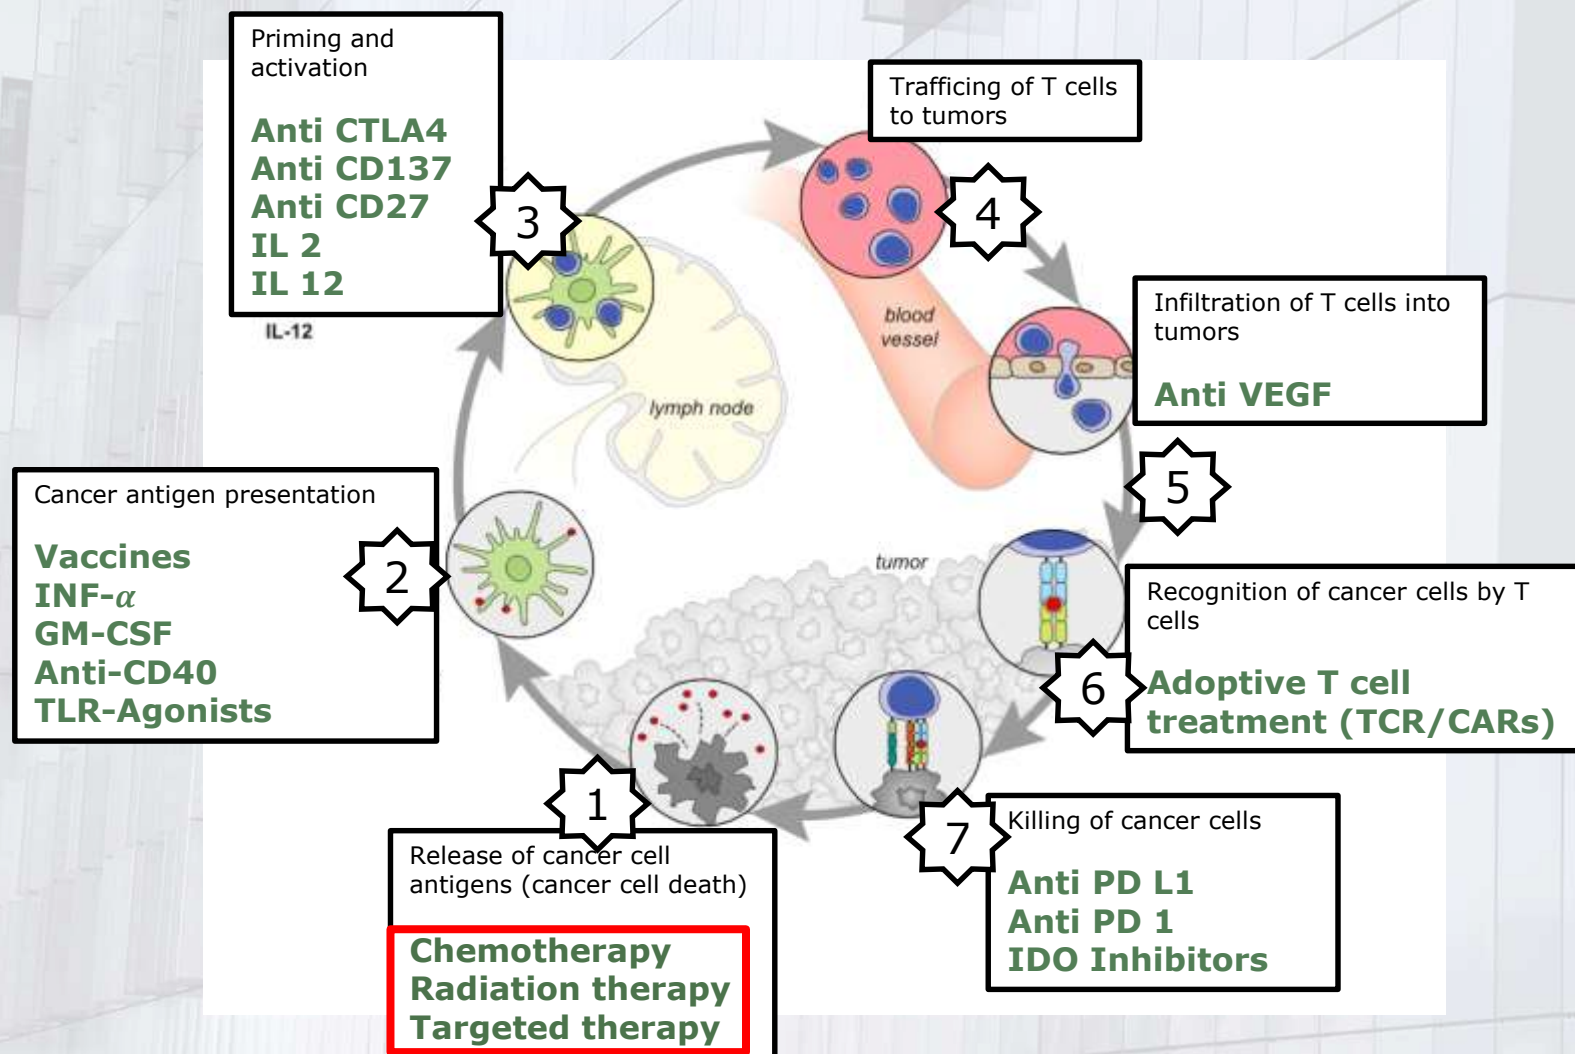 Priming and
activation
Anti CTLA4
Anti CD137
Anti CD27
IL 2
IL 12
IL-12
3
Trafficing of T cells
to tumors
4
blood
vessel
Infiltration of T cells into
tumors
Anti VEGF
5
lymph node
Cancer antigen presentation
Vaccines
INF-α
GM-CSF
Anti-CD40
TLR-Agonists
2
tumor
Recognition of cancer cells by T
cells
Adoptive T cell
treatment (TCR/CARs)
6
7
Killing of cancer cells
Anti PD L1
Anti PD 1
IDO Inhibitors
1
Release of cancer cell
antigens (cancer cell death)
Chemotherapy
Radiation therapy
Targeted therapy